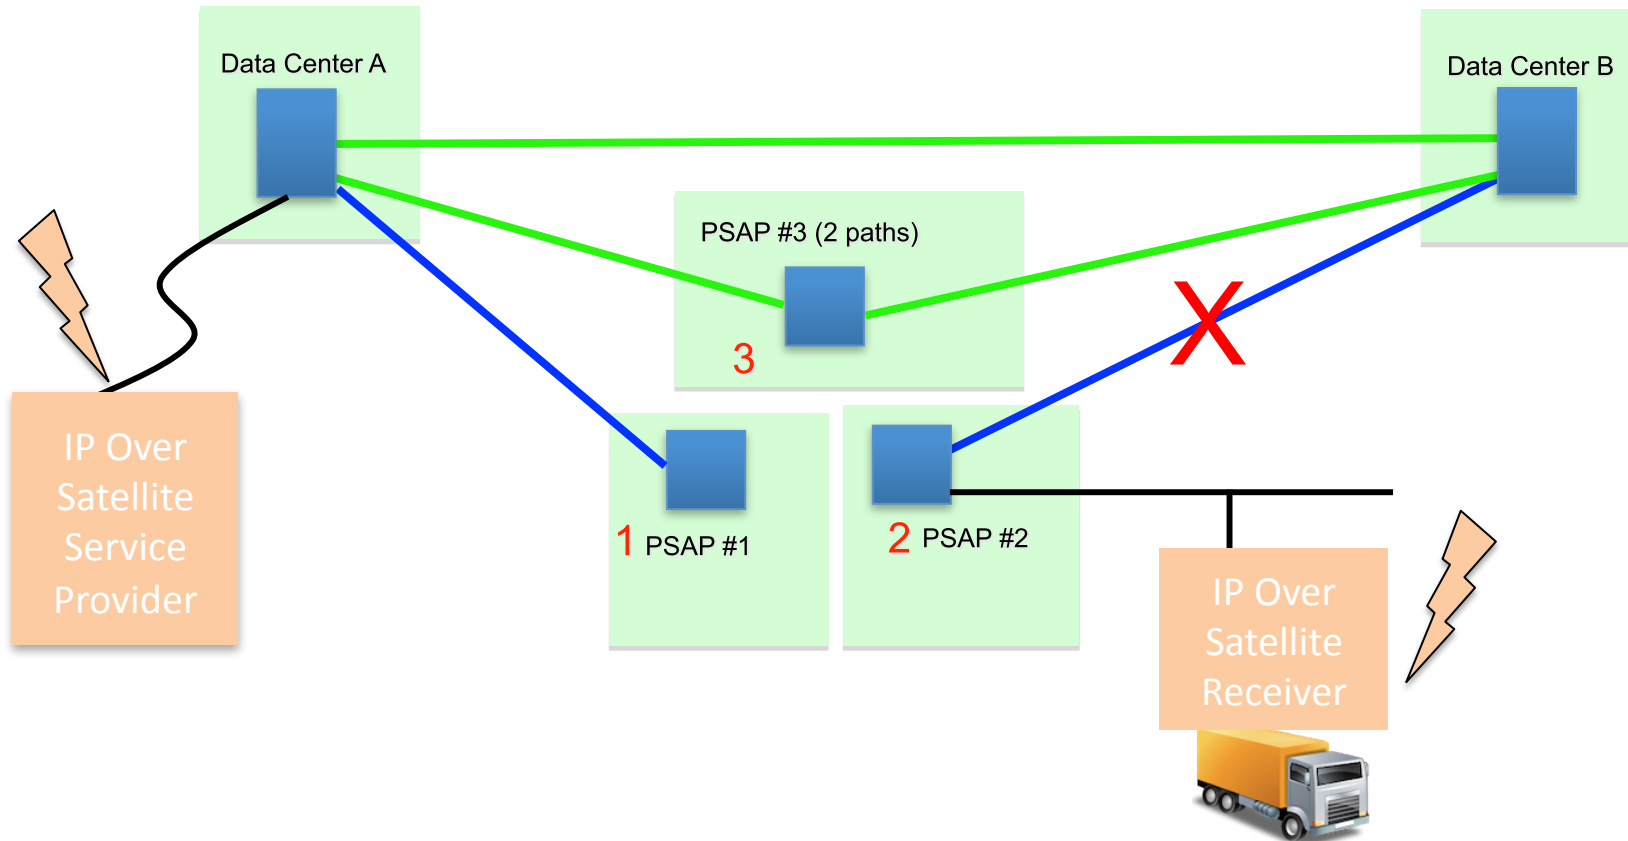 Data Center A
Data Center B
PSAP #3 (2 paths)
3
X
1 PSAP #1
2 PSAP #2
IP Over
Satellite
Service
Provider
IP Over
Satellite
Receiver